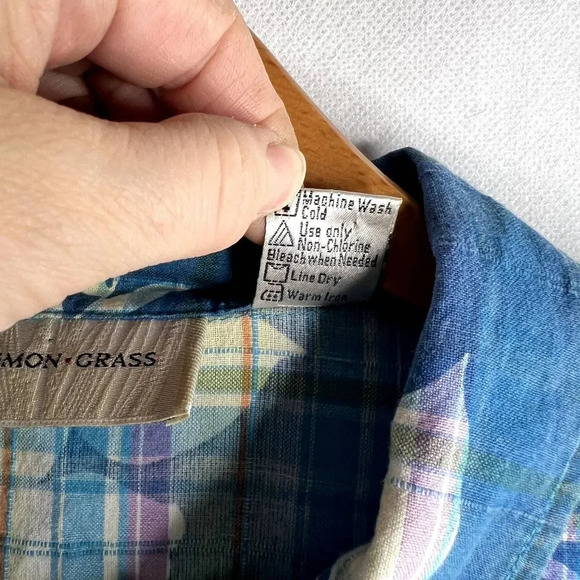 Machine Wash
Cold
Use only
Non-Chlorine
Bleach when Needed
Line Dry
Warm Iron
MON·GRASS